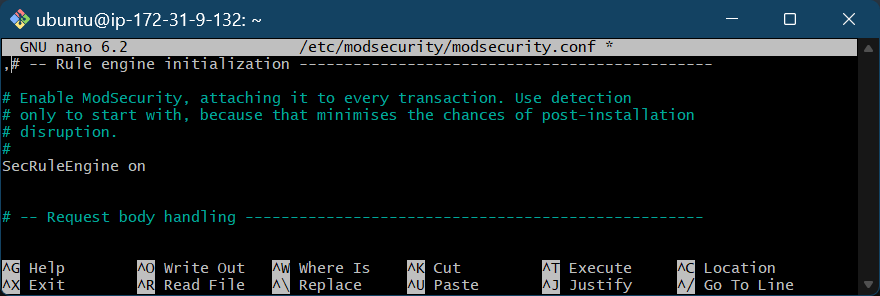 ubuntu@ip-172-31-9-132: ~
GNU nano 6.2 /etc/modsecurity/modsecurity.conf *
,# -- Rule engine initialization ----------------------------------------------
# Enable ModSecurity, attaching it to every transaction. Use detection
# only to start with, because that minimises the chances of post-installation
# disruption.
#
SecRuleEngine on
# -- Request body handling ---------------------------------------------------
^G Help ^O Write Out ^W Where Is ^K Cut ^T Execute ^C Location
^X Exit ^R Read File ^\ Replace ^U Paste ^J Justify ^/ Go To Line